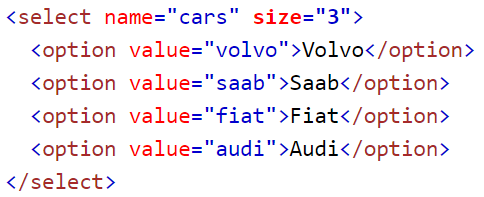 <select name="cars" size="3">
  <option value="volvo">Volvo</option>
  <option value="saab">Saab</option>
  <option value="fiat">Fiat</option>
  <option value="audi">Audi</option>
</select>